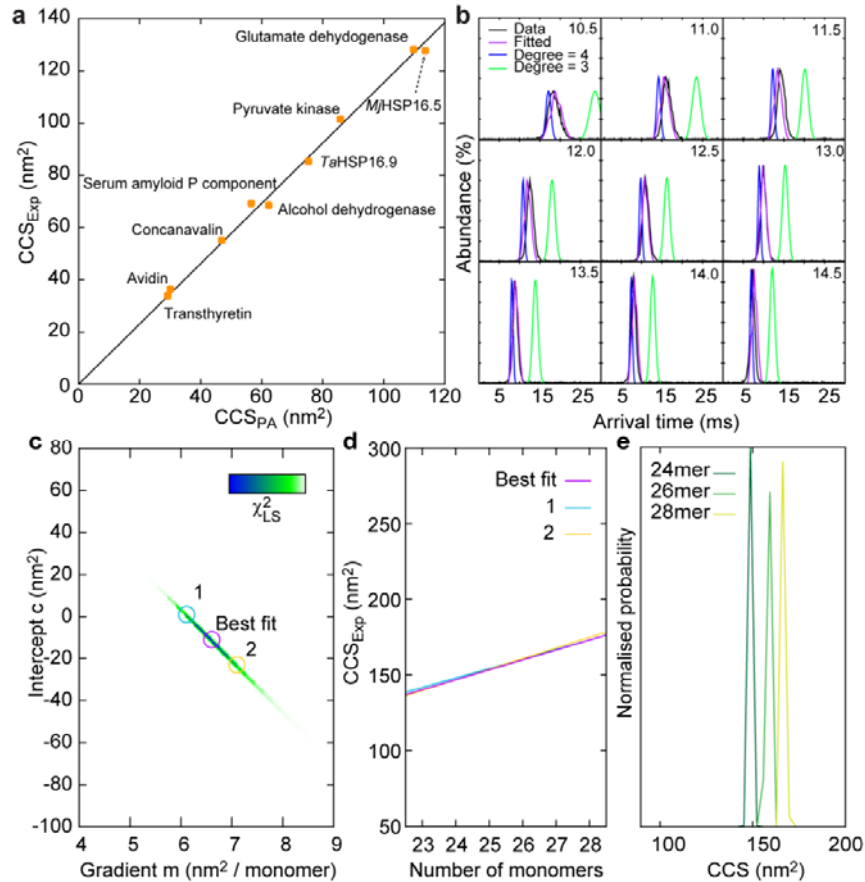 a
140
120
100
80
60
40
20
0
CCS_Exp (nm²)
Glutamate dehydogenase
MjHSP16.5
Pyruvate kinase
TaHSP16.9
Serum amyloid P component
Alcohol dehydrogenase
Concanavalin
Avidin
Transthyretin
0 20 40 60 80 100 120
CCS_PA (nm²)
b
Data
Fitted
Degree = 4
Degree = 3
10.5
11.0
11.5
12.0
12.5
13.0
13.5
14.0
14.5
Abundance (%)
5 15 25 5 15 25 5 15 25
Arrival time (ms)
c
80
60
40
20
0
-20
-40
-60
-80
-100
Intercept c (nm²)
χ²_LS
1
Best fit
2
4 5 6 7 8 9
Gradient m (nm² / monomer)
d
300
250
200
150
100
50
CCS_Exp (nm²)
Best fit
1
2
23 24 25 26 27 28
Number of monomers
e
24mer
26mer
28mer
Normalised probability
100 150 200
CCS (nm²)